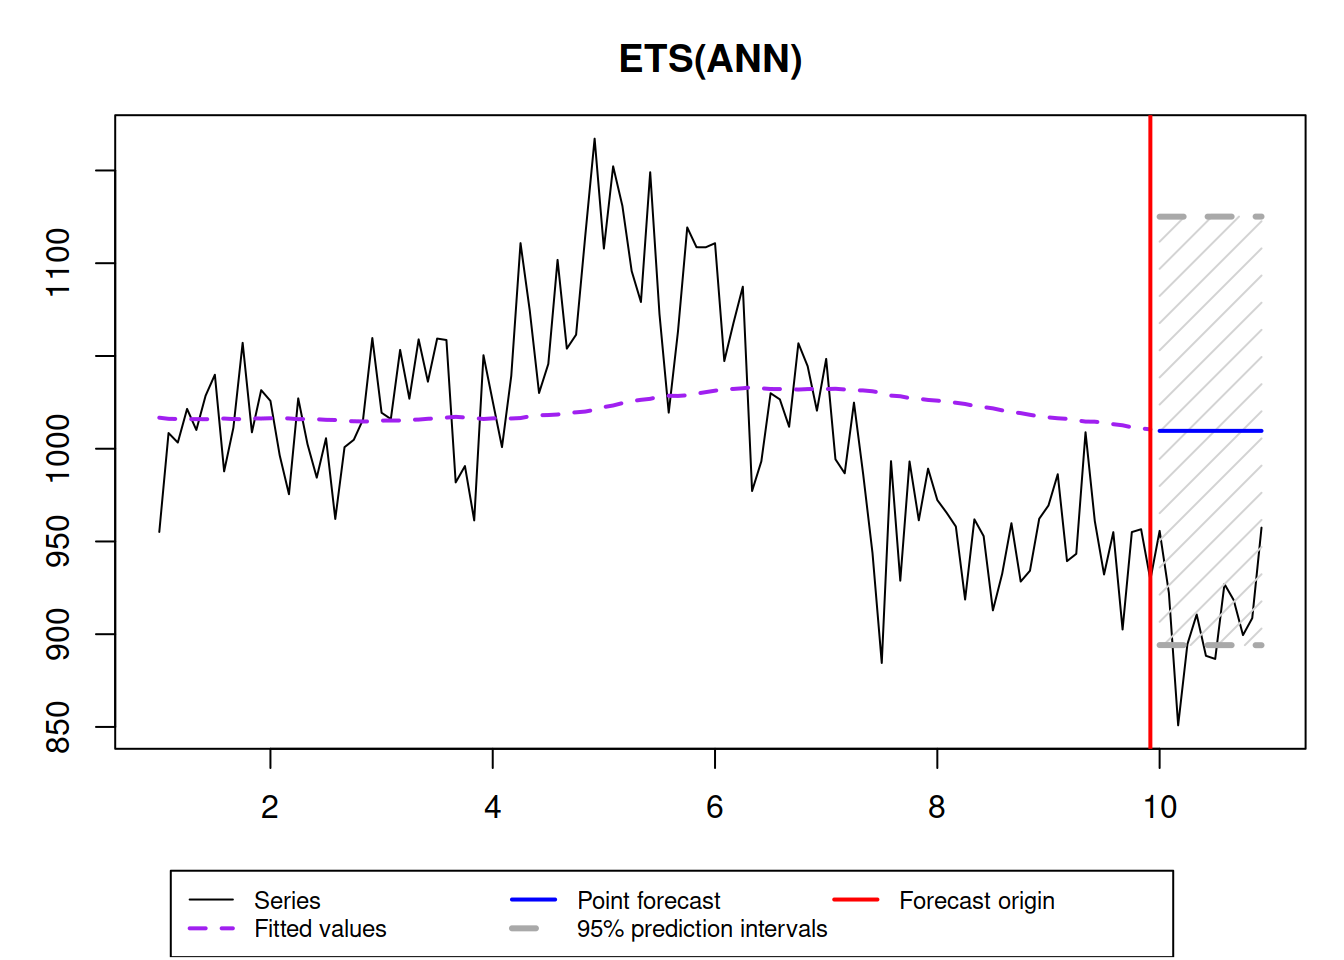 ETS(ANN)
1100
1000
950
900
850
2 4 6 8 10
Series Point forecast Forecast origin
Fitted values 95% prediction intervals